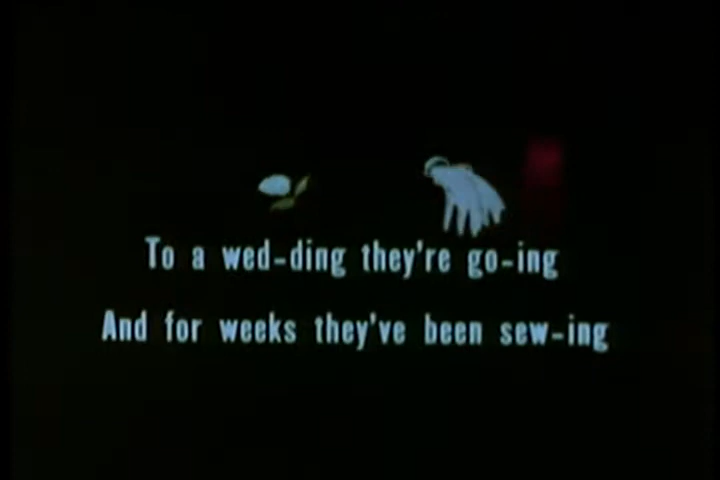 To a wed-ding they're go-ing
And for weeks they've been sew-ing